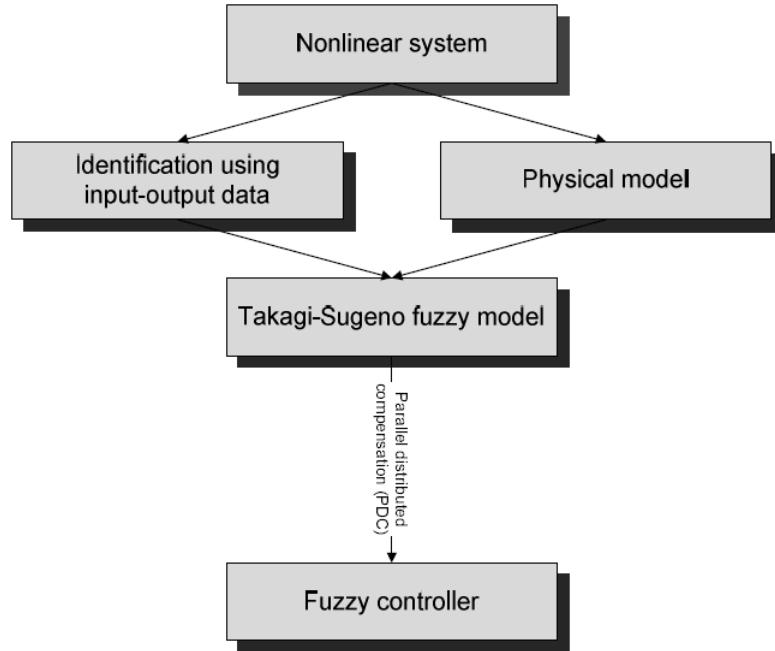 Nonlinear system
Identification using
input-output data
Physical model
Takagi-Sugeno fuzzy model
Parallel distributed
compensation (PDC)
Fuzzy controller